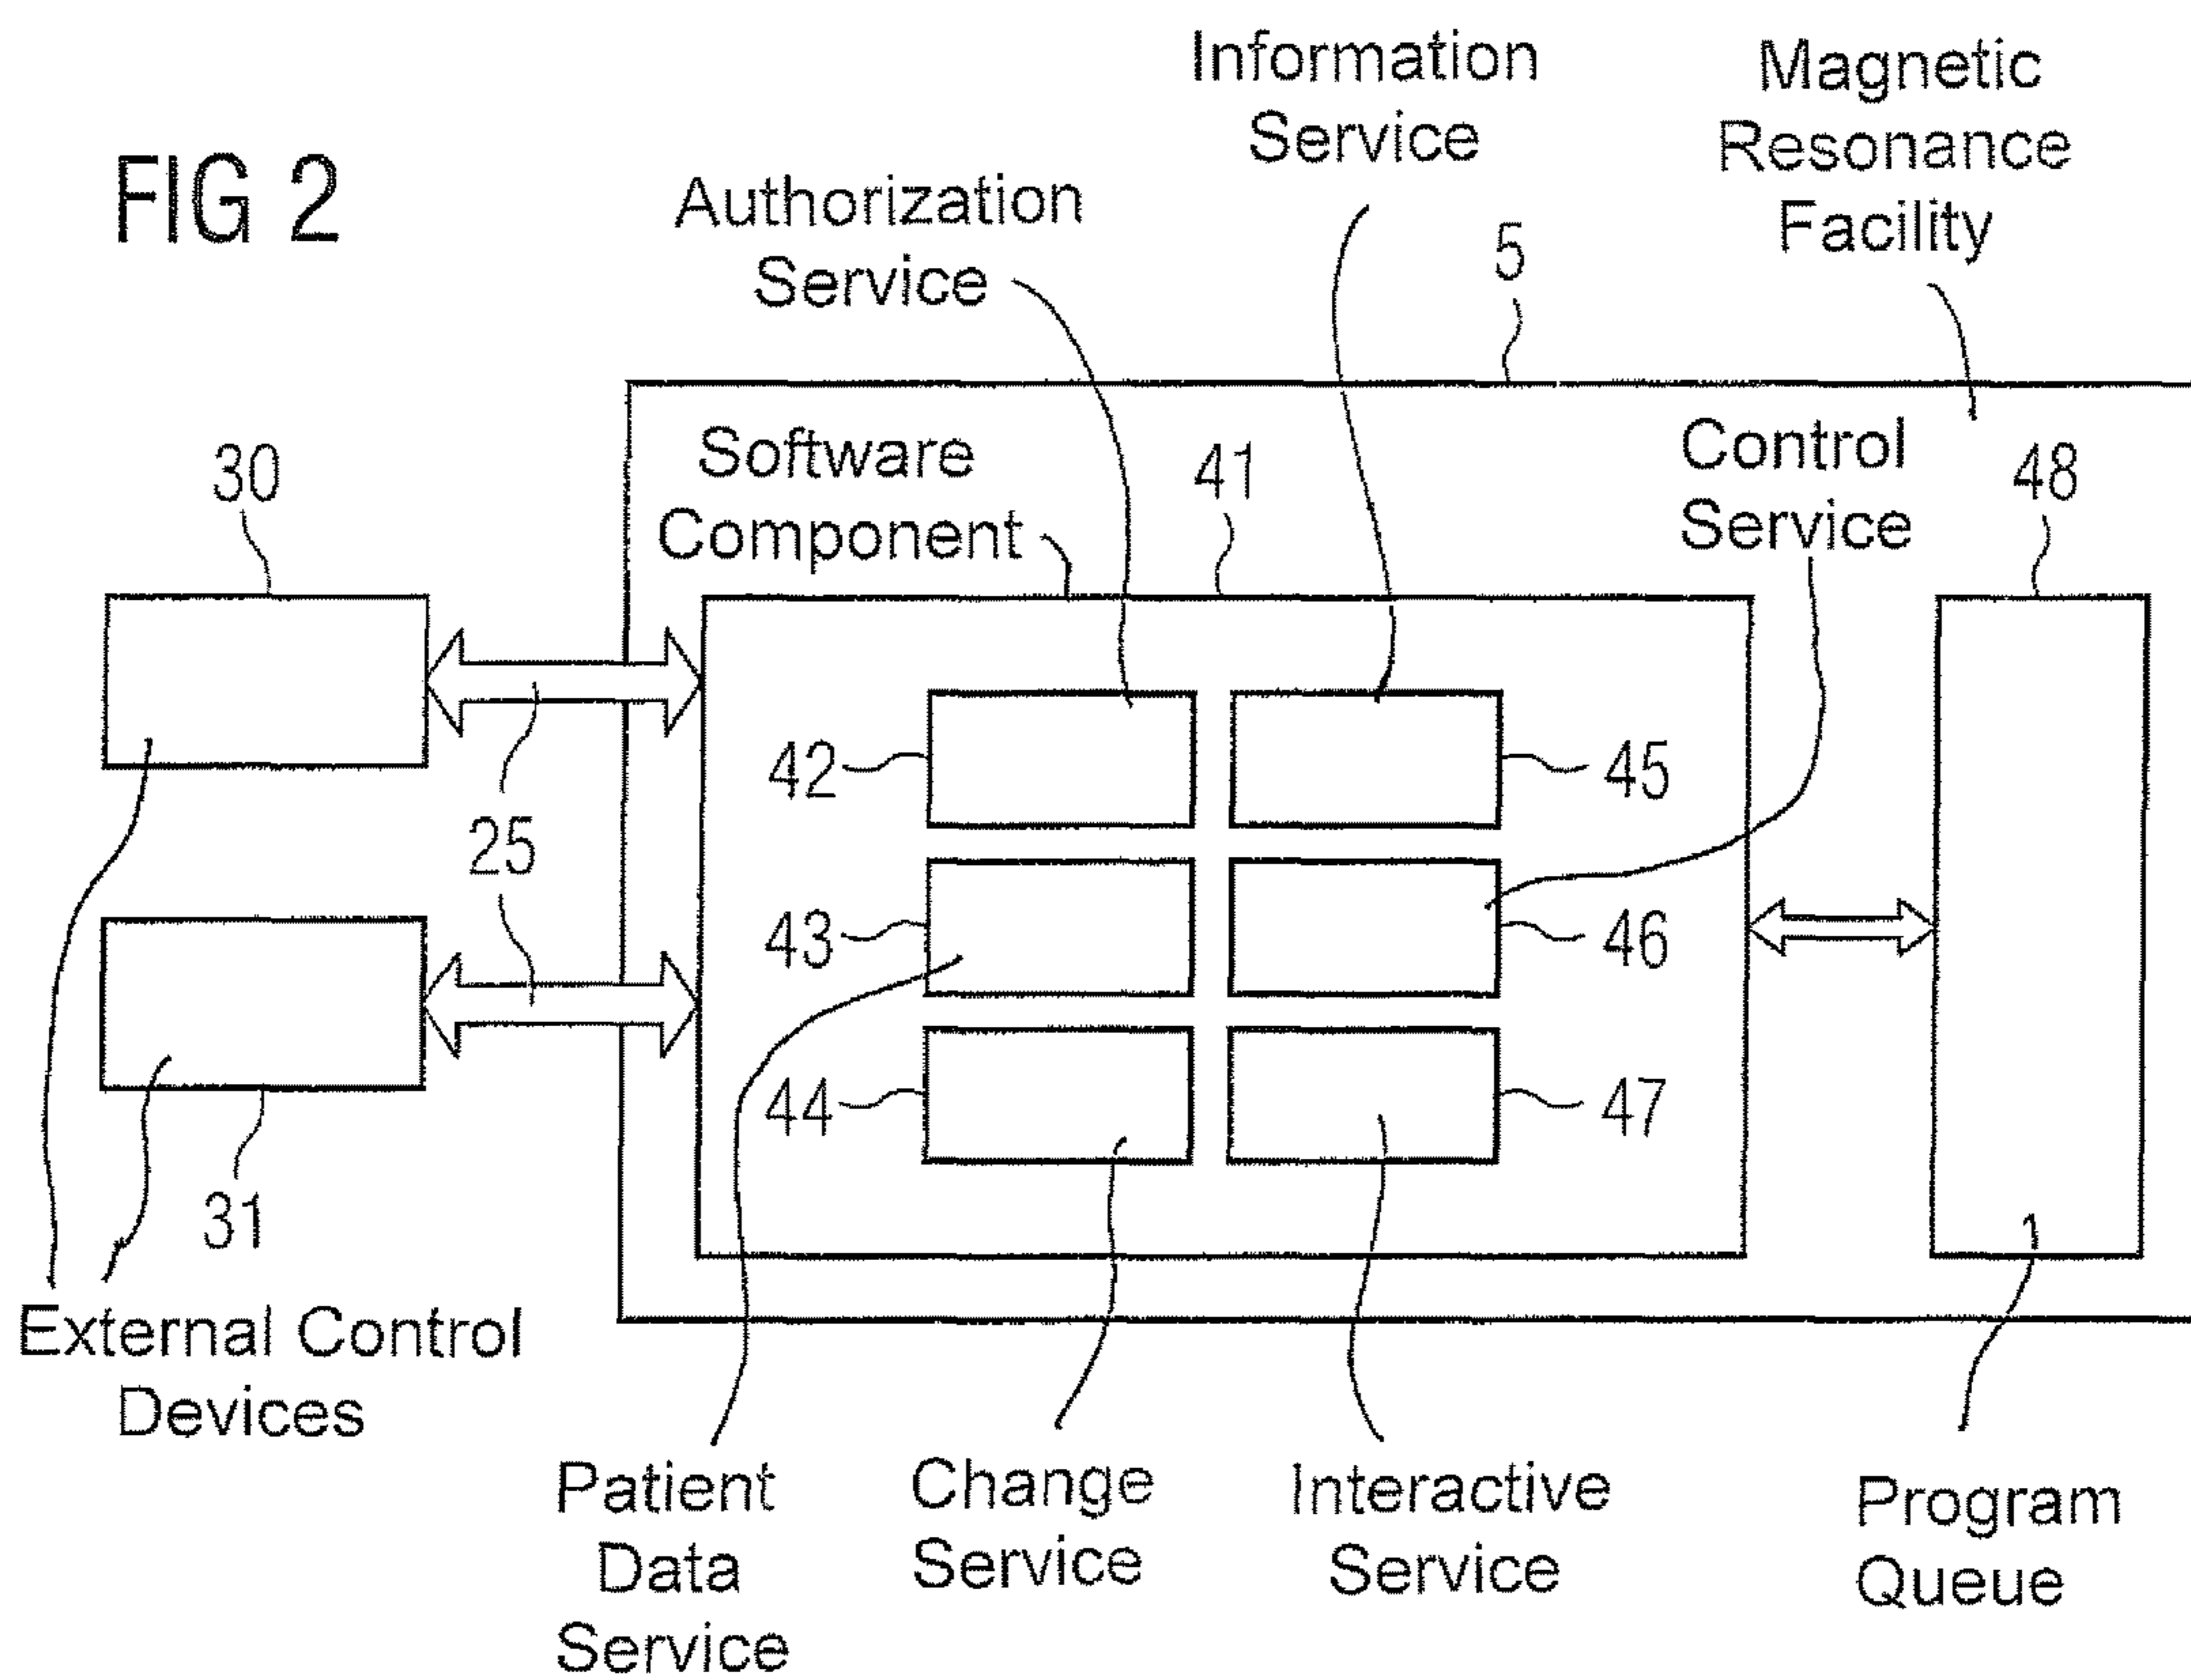 FIG 2
Information
Service
Magnetic
Resonance
Facility
Authorization
Service
5
Software
Component
41
Control
Service
48
30
25
42
45
43
46
44
47
31
External Control
Devices
Patient
Data
Service
Change
Service
Interactive
Service
Program
Queue